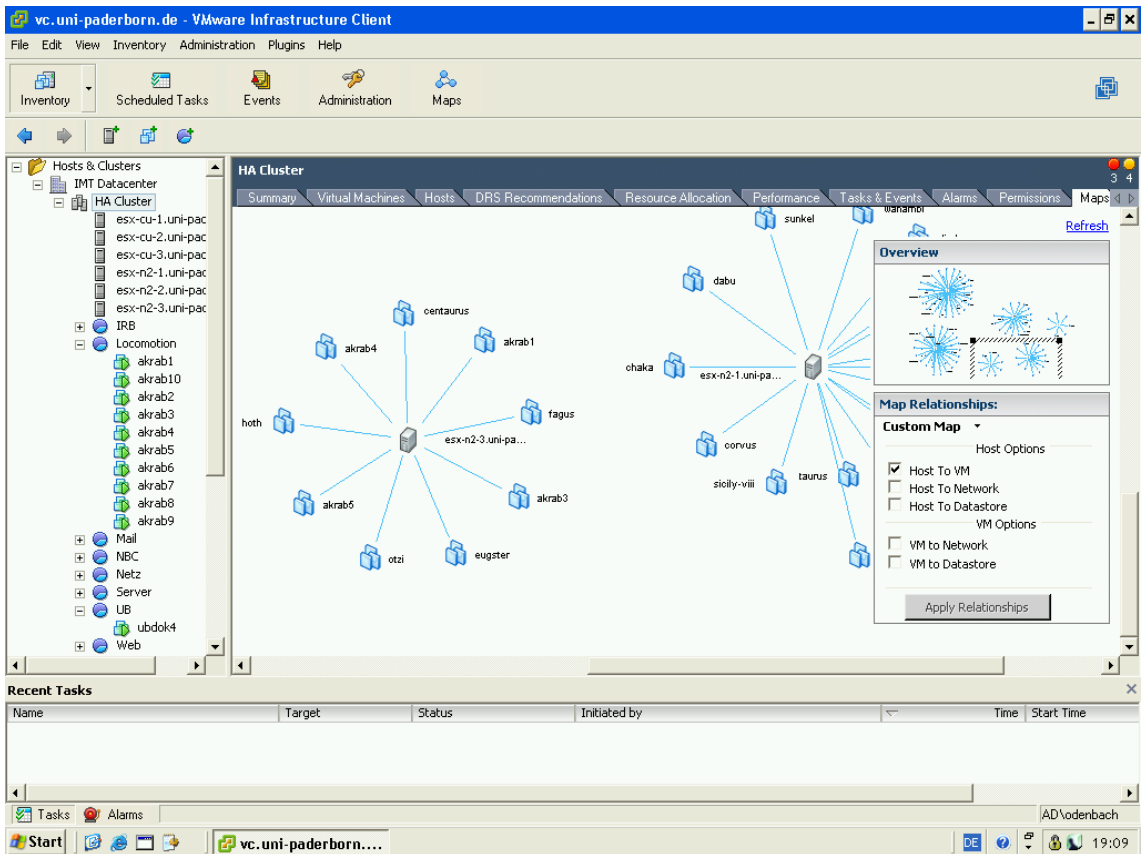 vc.uni-paderborn.de - VMware Infrastructure Client
File Edit View Inventory Administration Plugins Help
Inventory Scheduled Tasks Events Administration Maps
Hosts & Clusters
IMT Datacenter
HA Cluster
esx-cu-1.uni-pac
esx-cu-2.uni-pac
esx-cu-3.uni-pac
esx-n2-1.uni-pac
esx-n2-2.uni-pac
esx-n2-3.uni-pac
IRB
Locomotion
akrab1
akrab10
akrab2
akrab3
akrab4
akrab5
akrab6
akrab7
akrab8
akrab9
Mail
NBC
Netz
Server
UB
ubdok4
Web
HA Cluster
3 4
Summary Virtual Machines Hosts DRS Recommendations Resource Allocation Performance Tasks & Events Alarms Permissions Maps
Refresh
sunkel
wanambi
dabu
centaurus
akrab4
akrab1
chaka
esx-n2-1.uni-pa...
hoth
fagus
esx-n2-3.uni-pa...
corvus
sicily-viii
taurus
akrab5
akrab3
otzi
eugster
Overview
Map Relationships:
Custom Map
Host Options
Host To VM
Host To Network
Host To Datastore
VM Options
VM to Network
VM to Datastore
Apply Relationships
Recent Tasks
Name Target Status Initiated by Time Start Time
Tasks Alarms
AD\odenbach
Start vc.uni-paderborn.... DE 19:09